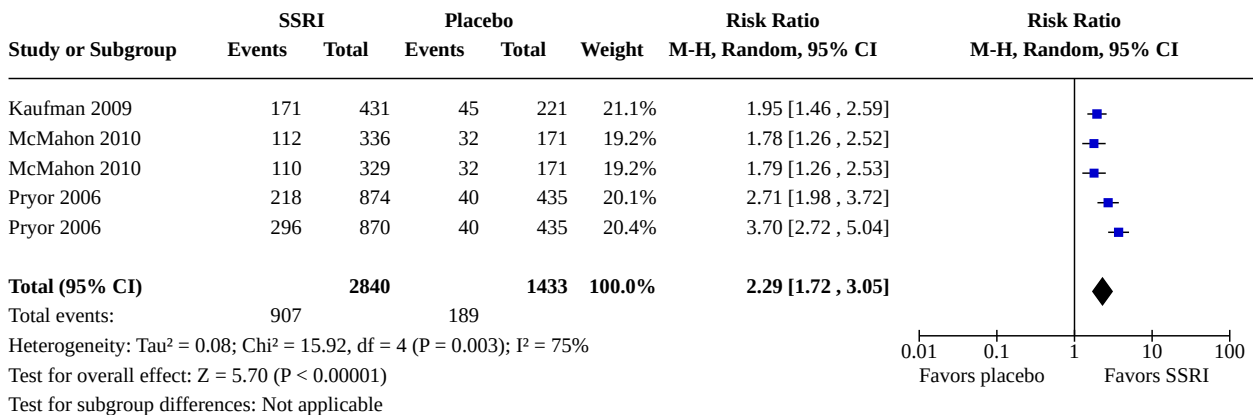 SSRI Placebo Risk Ratio Risk Ratio
Study or Subgroup Events Total Events Total Weight M-H, Random, 95% CI M-H, Random, 95% CI
Kaufman 2009 171 431 45 221 21.1% 1.95 [1.46 , 2.59]
McMahon 2010 112 336 32 171 19.2% 1.78 [1.26 , 2.52]
McMahon 2010 110 329 32 171 19.2% 1.79 [1.26 , 2.53]
Pryor 2006 218 874 40 435 20.1% 2.71 [1.98 , 3.72]
Pryor 2006 296 870 40 435 20.4% 3.70 [2.72 , 5.04]
Total (95% CI) 2840 1433 100.0% 2.29 [1.72 , 3.05]
Total events: 907 189
Heterogeneity: Tau² = 0.08; Chi² = 15.92, df = 4 (P = 0.003); I² = 75%
0.01 0.1 1 10 100
Test for overall effect: Z = 5.70 (P < 0.00001)
Favors placebo Favors SSRI
Test for subgroup differences: Not applicable